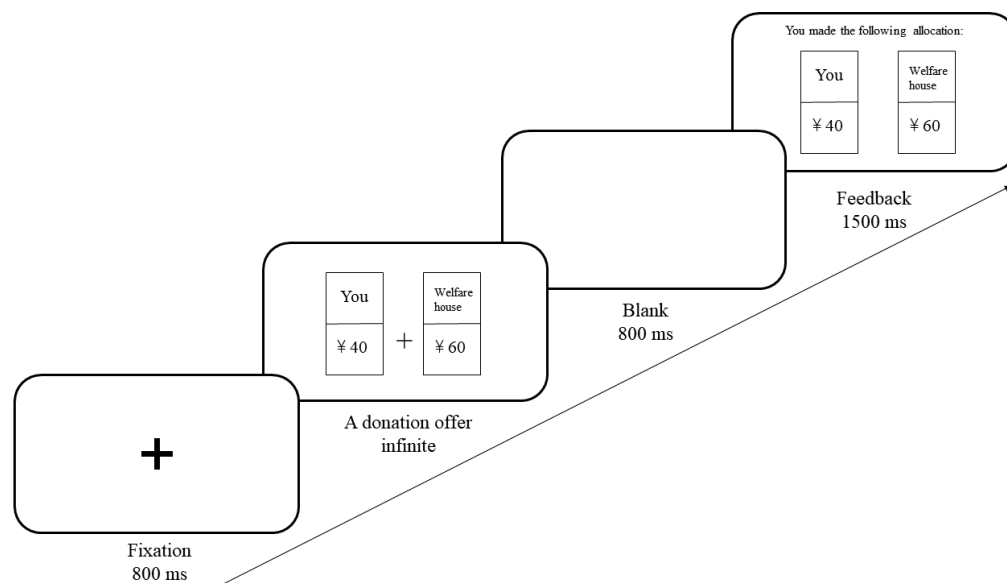 You made the following allocation:
You
Welfare
house
¥ 40
¥ 60
Feedback
1500 ms
Blank
800 ms
You
Welfare
house
¥ 40
+
¥ 60
A donation offer
infinite
+
Fixation
800 ms